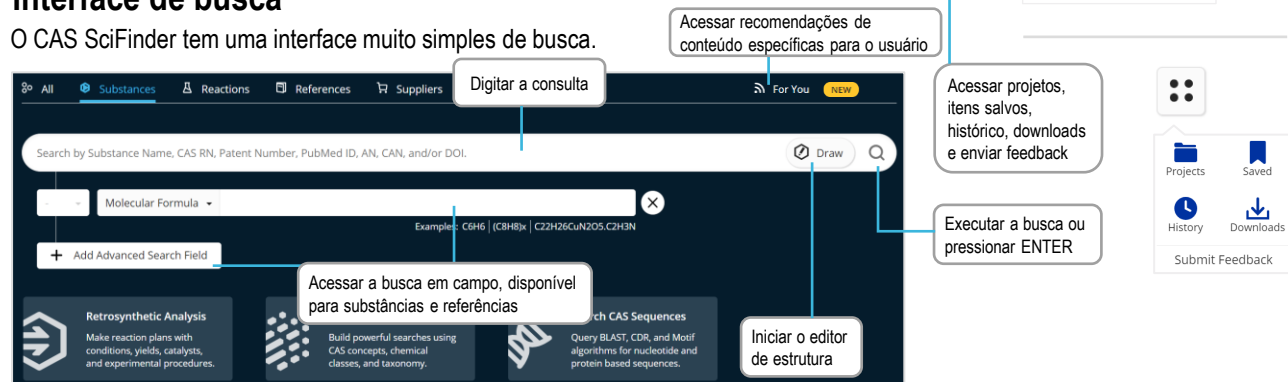 Interface de busca
O CAS SciFinder tem uma interface muito simples de busca.
Acessar recomendações de
conteúdo específicas para o usuário
Digitar a consulta
All Substances Reactions References Suppliers For You NEW
Search by Substance Name, CAS RN, Patent Number, PubMed ID, AN, CAN, and/or DOI. Draw
Molecular Formula
Examples: C6H6 | (C8H8)x | C22H26CuN2O5.C2H3N
+ Add Advanced Search Field
Acessar a busca em campo, disponível
para substâncias e referências
Retrosynthetic Analysis
Make reaction plans with
conditions, yields, catalysts,
and experimental procedures.
Build powerful searches using
CAS concepts, chemical
classes, and taxonomy.
CAS Sequences
Query BLAST, CDR, and Motif
algorithms for nucleotide and
protein based sequences.
Iniciar o editor
de estrutura
Acessar projetos,
itens salvos,
histórico, downloads
e enviar feedback
Executar a busca ou
pressionar ENTER
Projects Saved
History Downloads
Submit Feedback